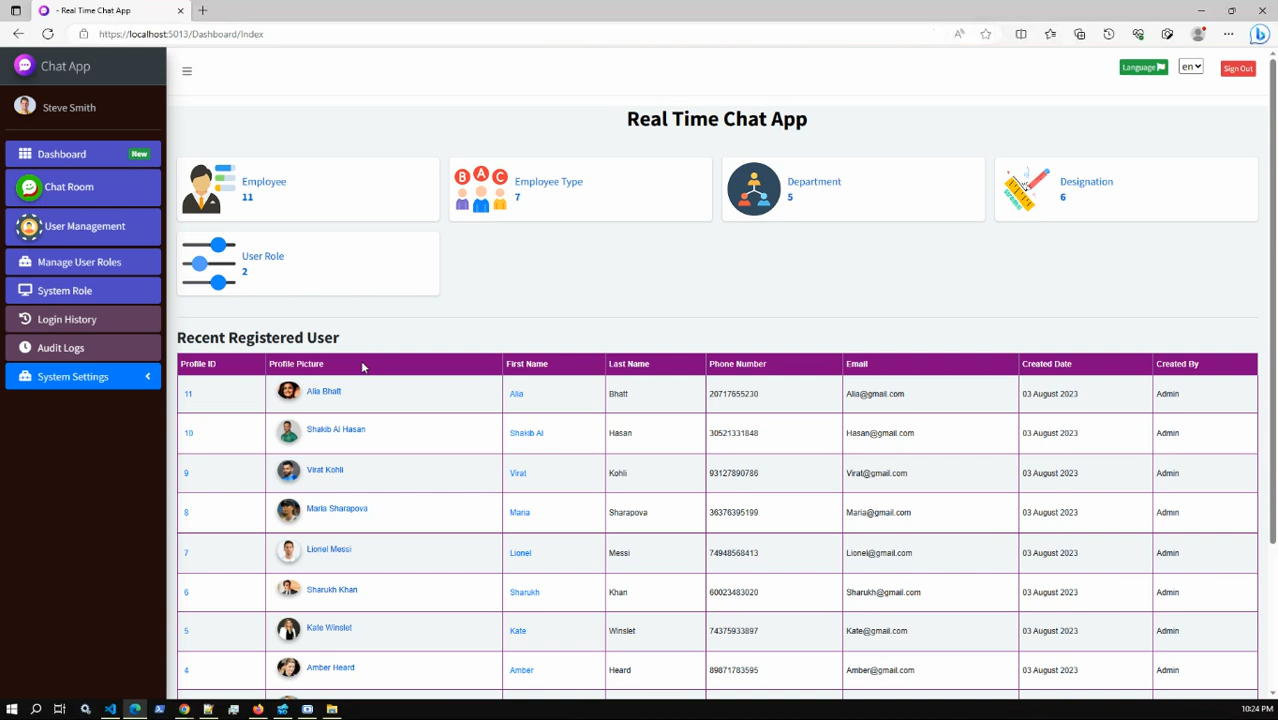 - Real Time Chat App
https://localhost:5013/Dashboard/Index
Chat App
Language
en
Sign Out
Steve Smith
Dashboard
New
Chat Room
User Management
Manage User Roles
System Role
Login History
Audit Logs
System Settings
Real Time Chat App
Employee
11
B A C
Employee Type
7
Department
5
Designation
6
User Role
2
Recent Registered User
Profile ID Profile Picture First Name Last Name Phone Number Email Created Date Created By
11 Alia Bhatt Alia Bhatt 20717655230 Alia@gmail.com 03 August 2023 Admin
10 Shakib Al Hasan Shakib Al Hasan 30521331848 Hasan@gmail.com 03 August 2023 Admin
9 Virat Kohli Virat Kohli 93127890786 Virat@gmail.com 03 August 2023 Admin
8 Maria Sharapova Maria Sharapova 36376395199 Maria@gmail.com 03 August 2023 Admin
7 Lionel Messi Lionel Messi 74948568413 Lionel@gmail.com 03 August 2023 Admin
6 Sharukh Khan Sharukh Khan 60023483020 Sharukh@gmail.com 03 August 2023 Admin
5 Kate Winslet Kate Winslet 74375933897 Kate@gmail.com 03 August 2023 Admin
4 Amber Heard Amber Heard 89871783595 Amber@gmail.com 03 August 2023 Admin
10:24 PM